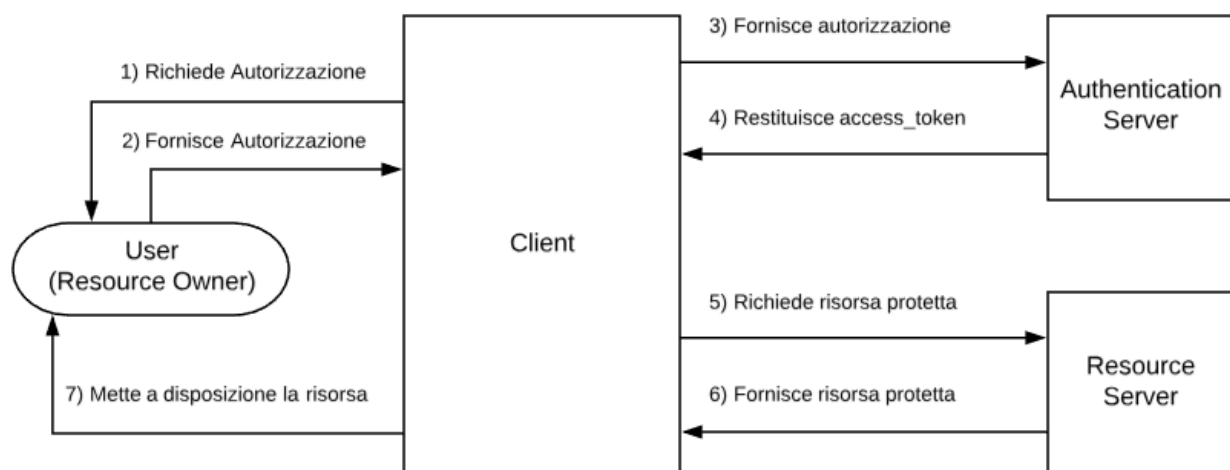 3) Fornisce autorizzazione
1) Richiede Autorizzazione
Authentication
Server
4) Restituisce access_token
2) Fornisce Autorizzazione
User
(Resource Owner)
Client
5) Richiede risorsa protetta
Resource
Server
7) Mette a disposizione la risorsa
6) Fornisce risorsa protetta